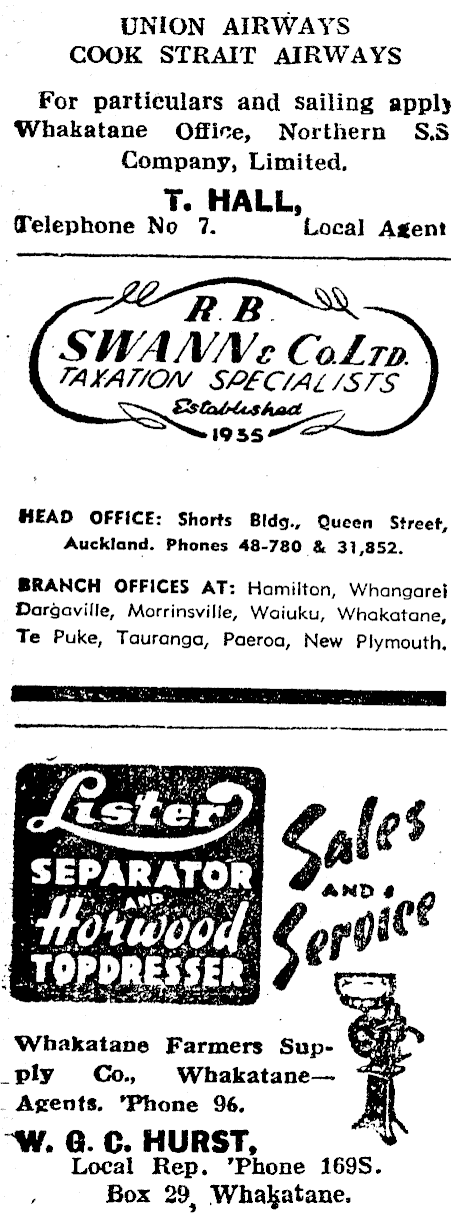 UNION AIRWAYS
COOK STRAIT AIRWAYS
For particulars and sailing apply
Whakatane Office, Northern S.S
Company, Limited.
T. HALL,
Telephone No 7. Local Agent
R. B.
SWANN & Co. LTD.
TAXATION SPECIALISTS
Established
1935
HEAD OFFICE: Shorts Bldg., Queen Street,
Auckland. Phones 48-780 & 31,852.
BRANCH OFFICES AT: Hamilton, Whangarei
Dargaville, Morrinsville, Waiuku, Whakatane,
Te Puke, Tauranga, Paeroa, New Plymouth.
Lister
SEPARATOR
AND
Horwood
TOPDRESSER
Sales
AND
Service
Whakatane Farmers Sup-
ply Co., Whakatane—
Agents. 'Phone 96.
W. G. C. HURST,
Local Rep. 'Phone 169S.
Box 29, Whakatane.